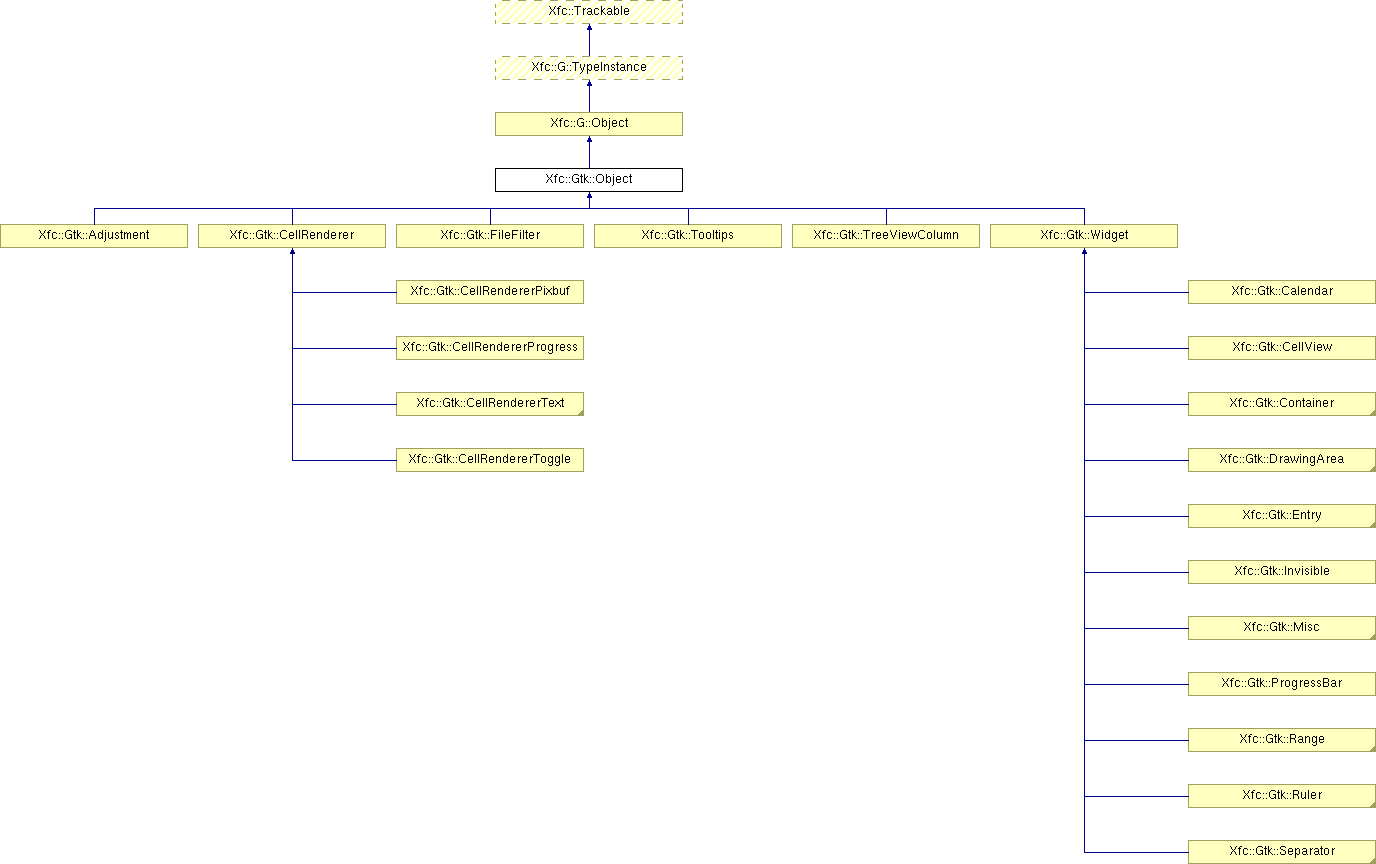 Xfc::Trackable
Xfc::G::TypeInstance
Xfc::G::Object
Xfc::Gtk::Object
Xfc::Gtk::Adjustment
Xfc::Gtk::CellRenderer
Xfc::Gtk::FileFilter
Xfc::Gtk::Tooltips
Xfc::Gtk::TreeViewColumn
Xfc::Gtk::Widget
Xfc::Gtk::CellRendererPixbuf
Xfc::Gtk::Calendar
Xfc::Gtk::CellRendererProgress
Xfc::Gtk::CellView
Xfc::Gtk::CellRendererText
Xfc::Gtk::Container
Xfc::Gtk::CellRendererToggle
Xfc::Gtk::DrawingArea
Xfc::Gtk::Entry
Xfc::Gtk::Invisible
Xfc::Gtk::Misc
Xfc::Gtk::ProgressBar
Xfc::Gtk::Range
Xfc::Gtk::Ruler
Xfc::Gtk::Separator